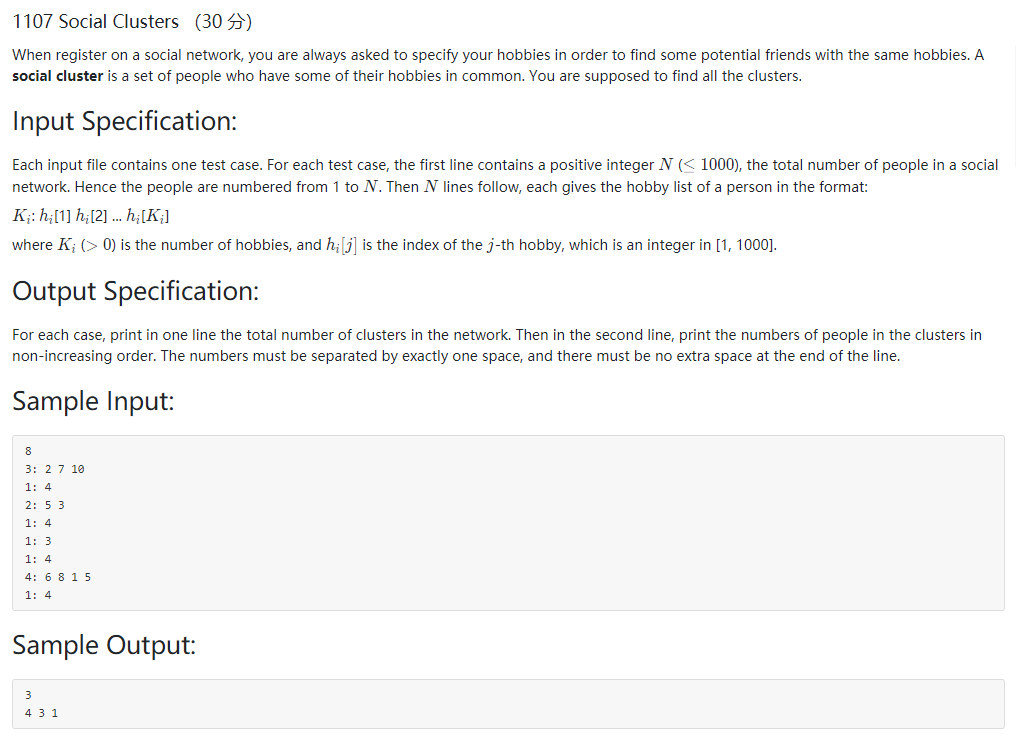 1107 Social Clusters (30 分)
When register on a social network, you are always asked to specify your hobbies in order to find some potential friends with the same hobbies. A
social cluster is a set of people who have some of their hobbies in common. You are supposed to find all the clusters.
Input Specification:
Each input file contains one test case. For each test case, the first line contains a positive integer N (≤ 1000), the total number of people in a social
network. Hence the people are numbered from 1 to N. Then N lines follow, each gives the hobby list of a person in the format:
K_i: h_i[1] h_i[2] ... h_i[K_i]
where K_i (> 0) is the number of hobbies, and h_i[j] is the index of the j-th hobby, which is an integer in [1, 1000].
Output Specification:
For each case, print in one line the total number of clusters in the network. Then in the second line, print the numbers of people in the clusters in
non-increasing order. The numbers must be separated by exactly one space, and there must be no extra space at the end of the line.
Sample Input:
8
3: 2 7 10
1: 4
2: 5 3
1: 4
1: 3
1: 4
4: 6 8 1 5
1: 4
Sample Output:
3
4 3 1